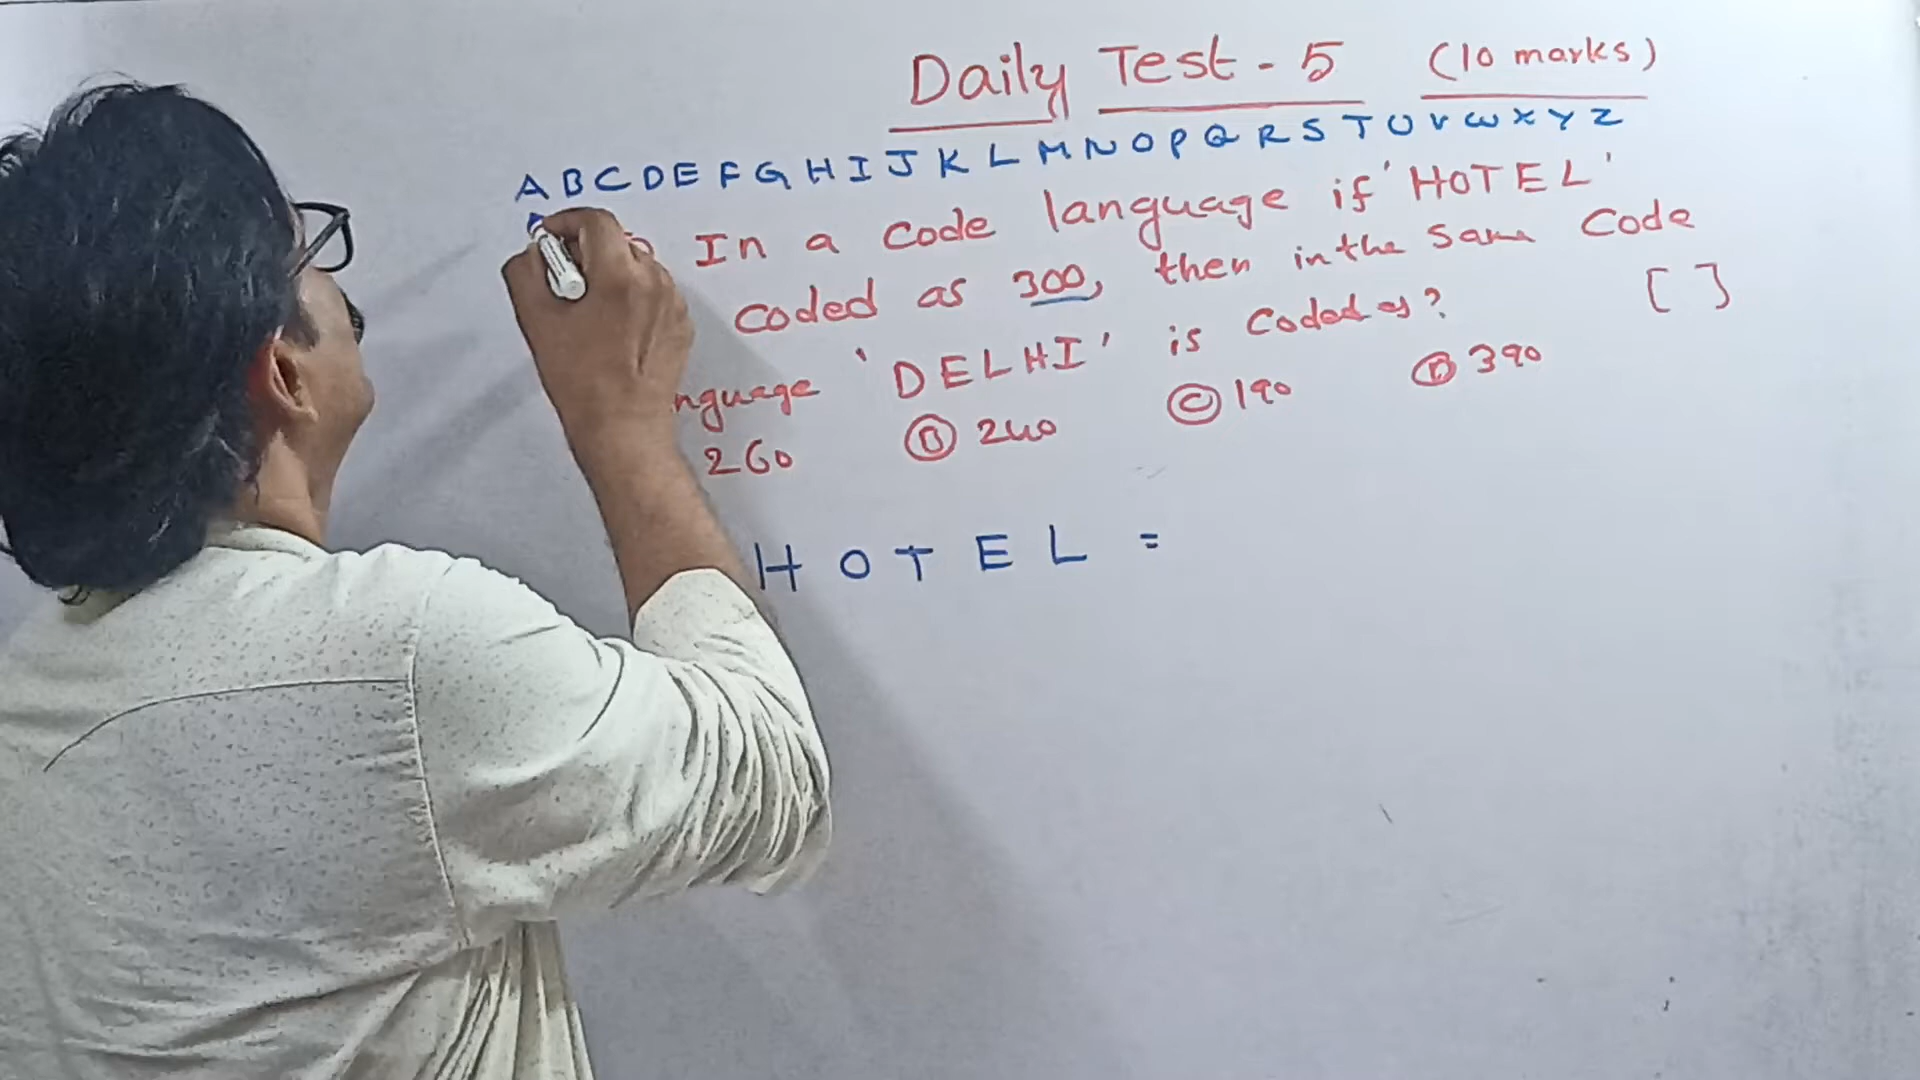 Daily Test - 5 (10 marks)
A B C D E F G H I J K L M N O P Q R S T U V W X Y Z
In a code language if 'HOTEL'
coded as 300, then in the same code
nguage 'DELHI' is coded as? [ ]
260 Ⓑ 240 Ⓒ 190 Ⓓ 390
H O T E L =